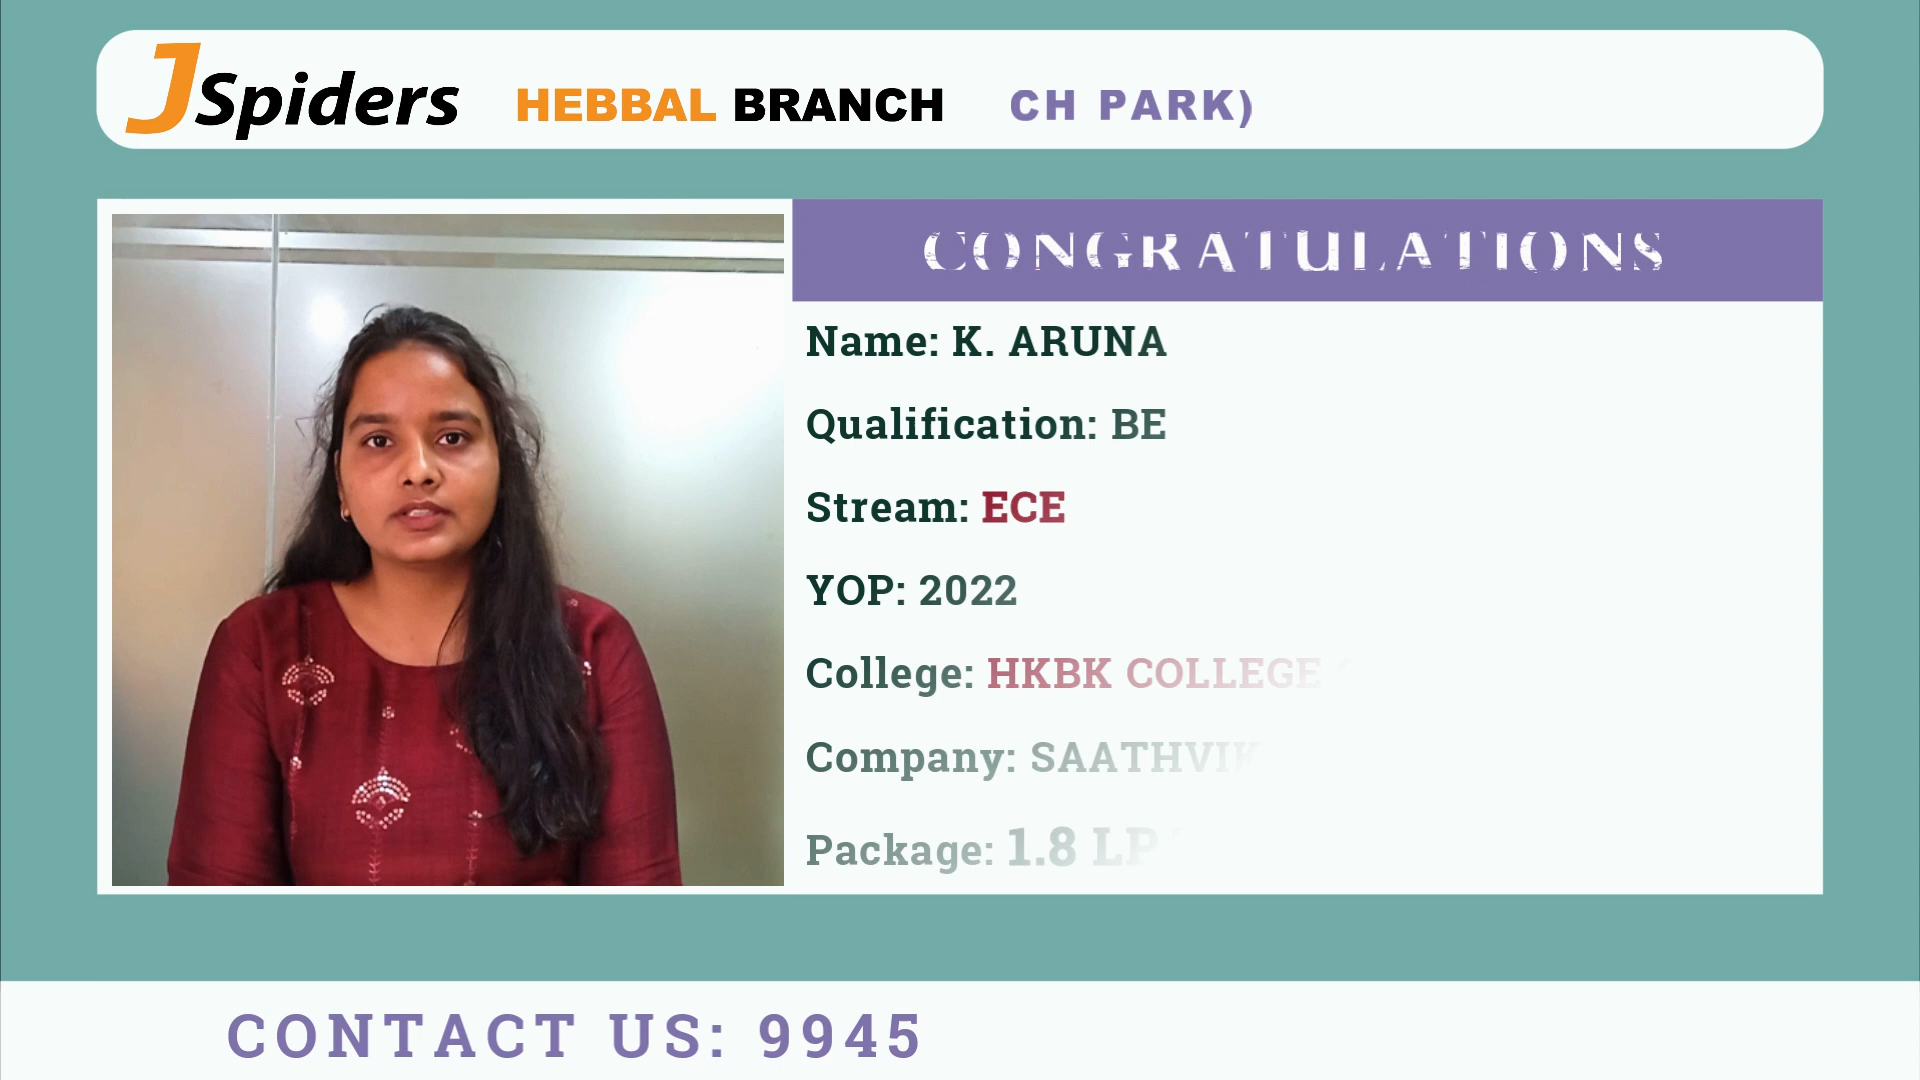 JSpiders HEBBAL BRANCH CH PARK)
CONGRATULATIONS
Name: K. ARUNA
Qualification: BE
Stream: ECE
YOP: 2022
College: HKBK COLLEGE
Company: SAATHVIK
Package: 1.8 LP
CONTACT US: 9945